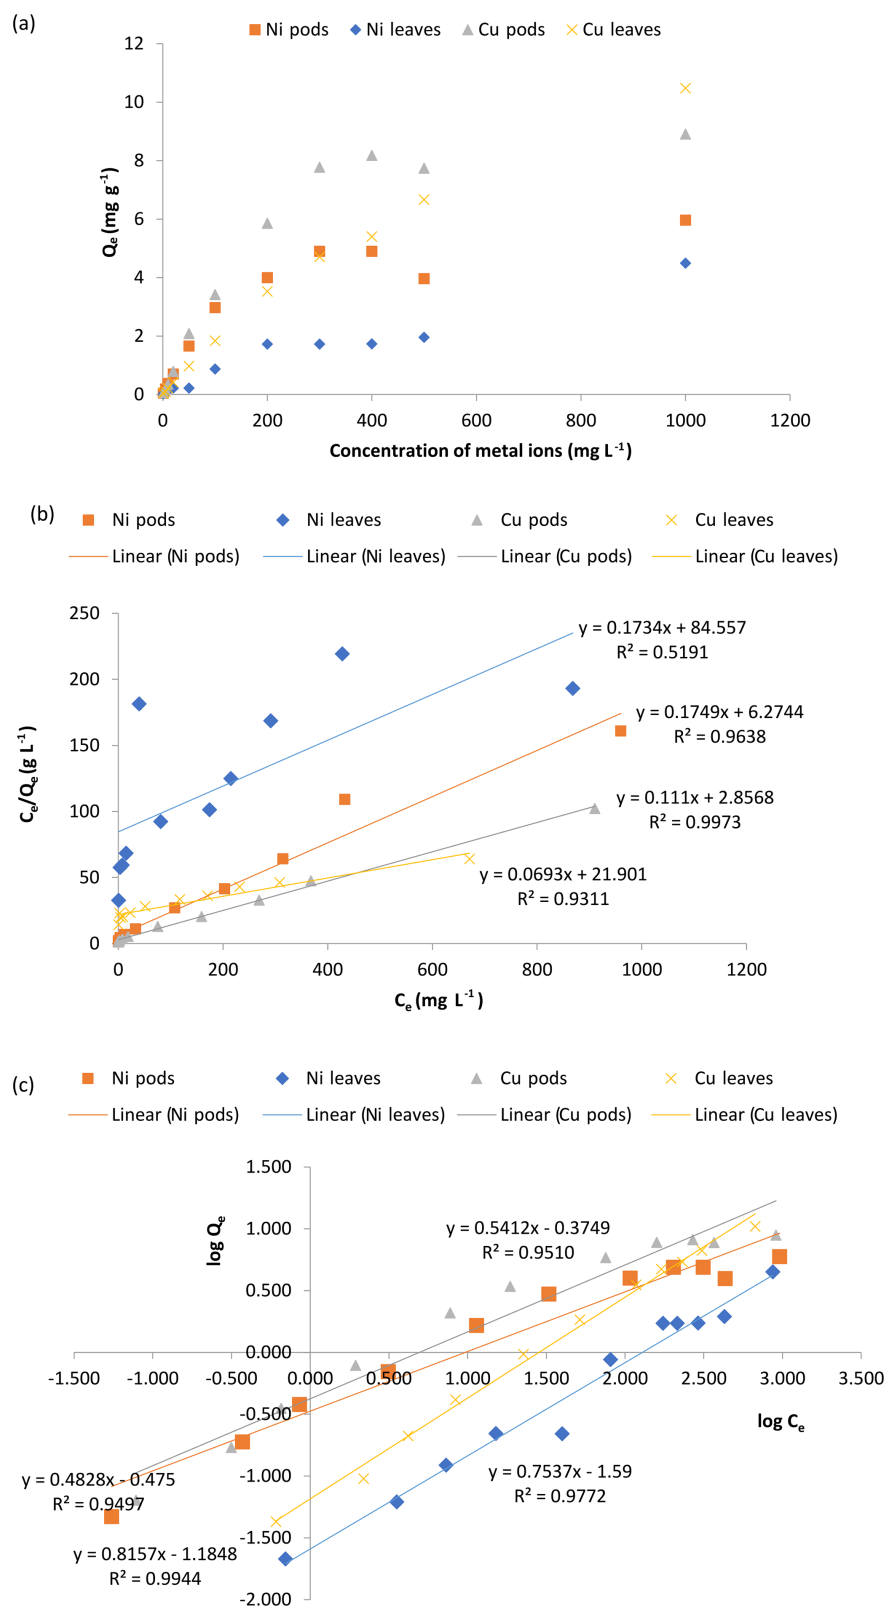 (a)
Ni pods Ni leaves Cu pods Cu leaves
12
10
8
6
4
2
0
Qe (mg g-1)
0 200 400 600 800 1000 1200
Concentration of metal ions (mg L-1)
(b)
Ni pods Ni leaves Cu pods Cu leaves
Linear (Ni pods) Linear (Ni leaves) Linear (Cu pods) Linear (Cu leaves)
250
200
150
100
50
0
Ce/Qe (g L-1)
y = 0.1734x + 84.557
R² = 0.5191
y = 0.1749x + 6.2744
R² = 0.9638
y = 0.111x + 2.8568
R² = 0.9973
y = 0.0693x + 21.901
R² = 0.9311
0 200 400 600 800 1000 1200
Ce (mg L-1)
(c)
Ni pods Ni leaves Cu pods Cu leaves
Linear (Ni pods) Linear (Ni leaves) Linear (Cu pods) Linear (Cu leaves)
1.500
1.000
0.500
0.000
-0.500
-1.000
-1.500
-2.000
log Qe
y = 0.5412x - 0.3749
R² = 0.9510
-1.500 -1.000 -0.500 0.000 0.500 1.000 1.500 2.000 2.500 3.000 3.500
log Ce
y = 0.4828x - 0.475
R² = 0.9497
y = 0.7537x - 1.59
R² = 0.9772
y = 0.8157x - 1.1848
R² = 0.9944